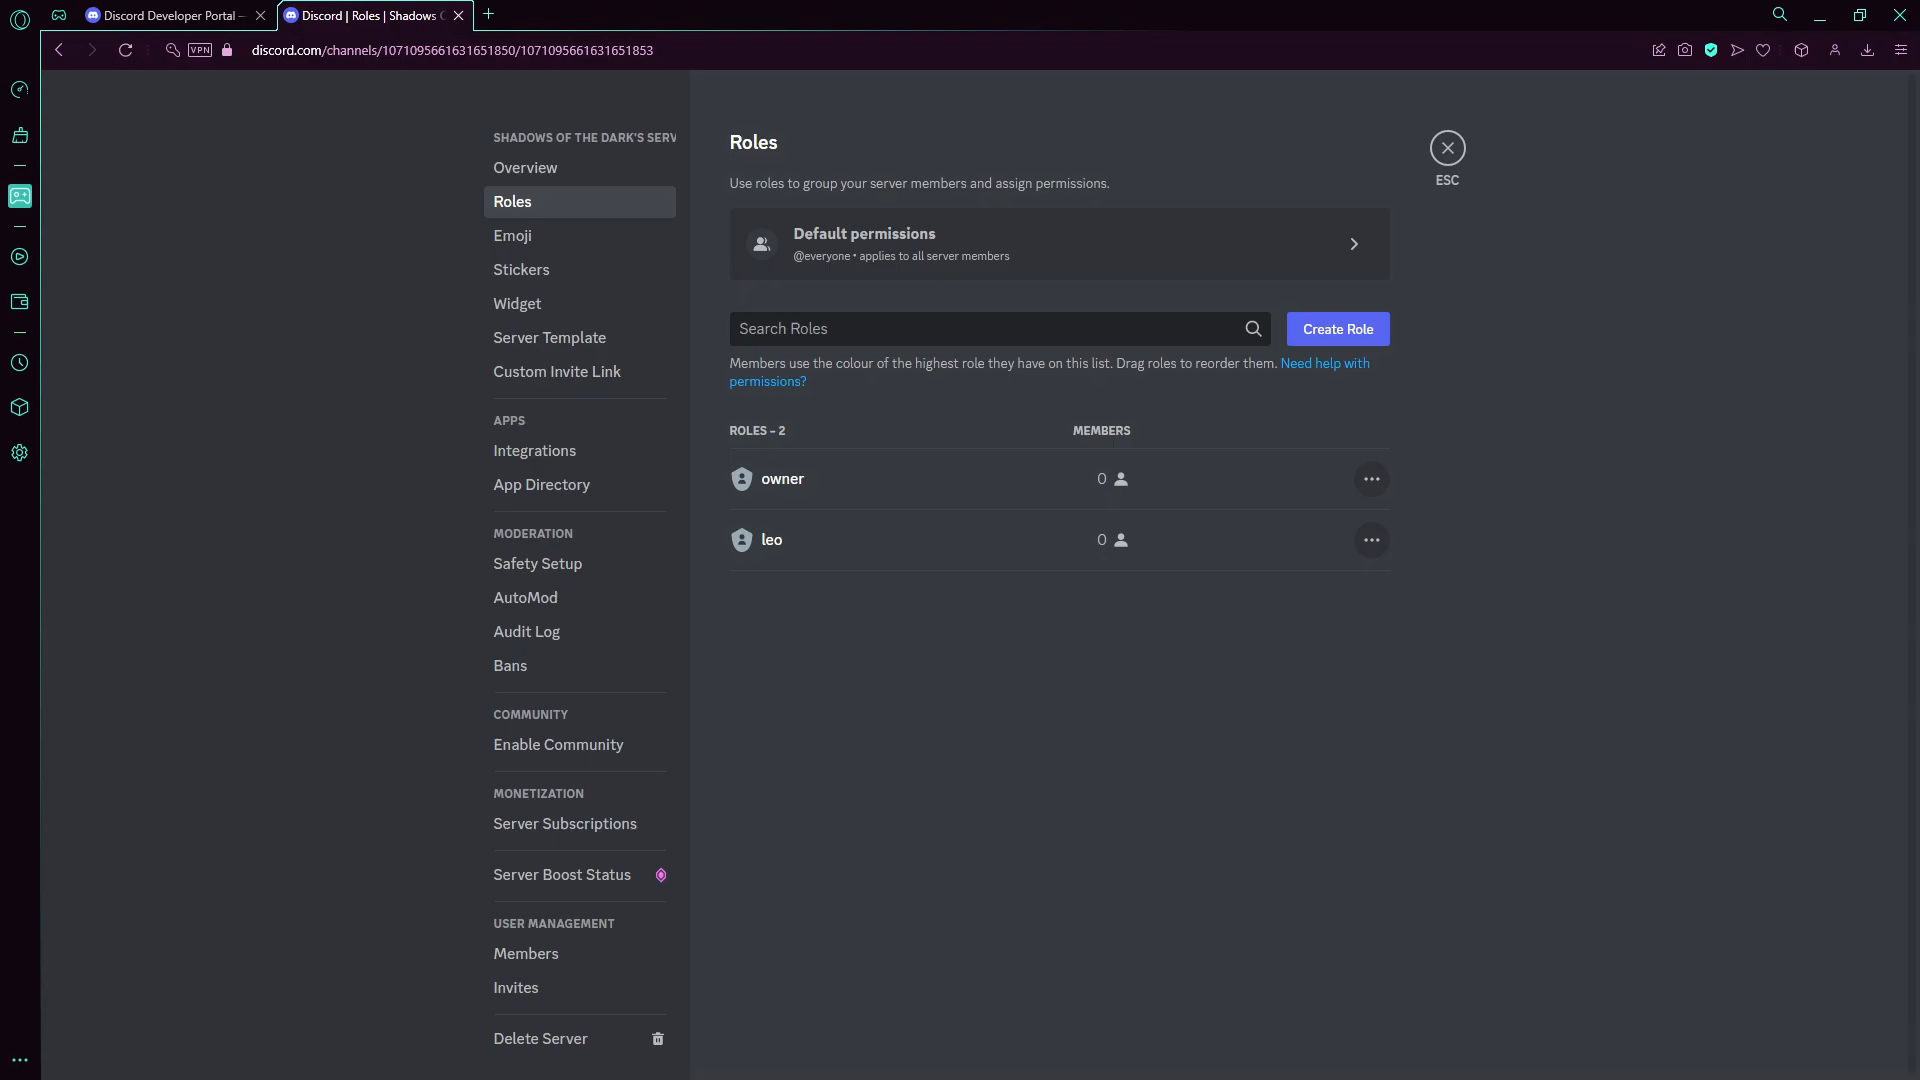 Discord Developer Portal —
Discord | Roles | Shadows
VPN
discord.com/channels/1071095661631651850/1071095661631651853
SHADOWS OF THE DARK'S SERV
Overview
Roles
Emoji
Stickers
Widget
Server Template
Custom Invite Link
APPS
Integrations
App Directory
MODERATION
Safety Setup
AutoMod
Audit Log
Bans
COMMUNITY
Enable Community
MONETIZATION
Server Subscriptions
Server Boost Status
USER MANAGEMENT
Members
Invites
Delete Server
Roles
ESC
Use roles to group your server members and assign permissions.
Default permissions
@everyone • applies to all server members
Search Roles
Create Role
Members use the colour of the highest role they have on this list. Drag roles to reorder them. Need help with
permissions?
ROLES – 2 MEMBERS
owner 0
leo 0